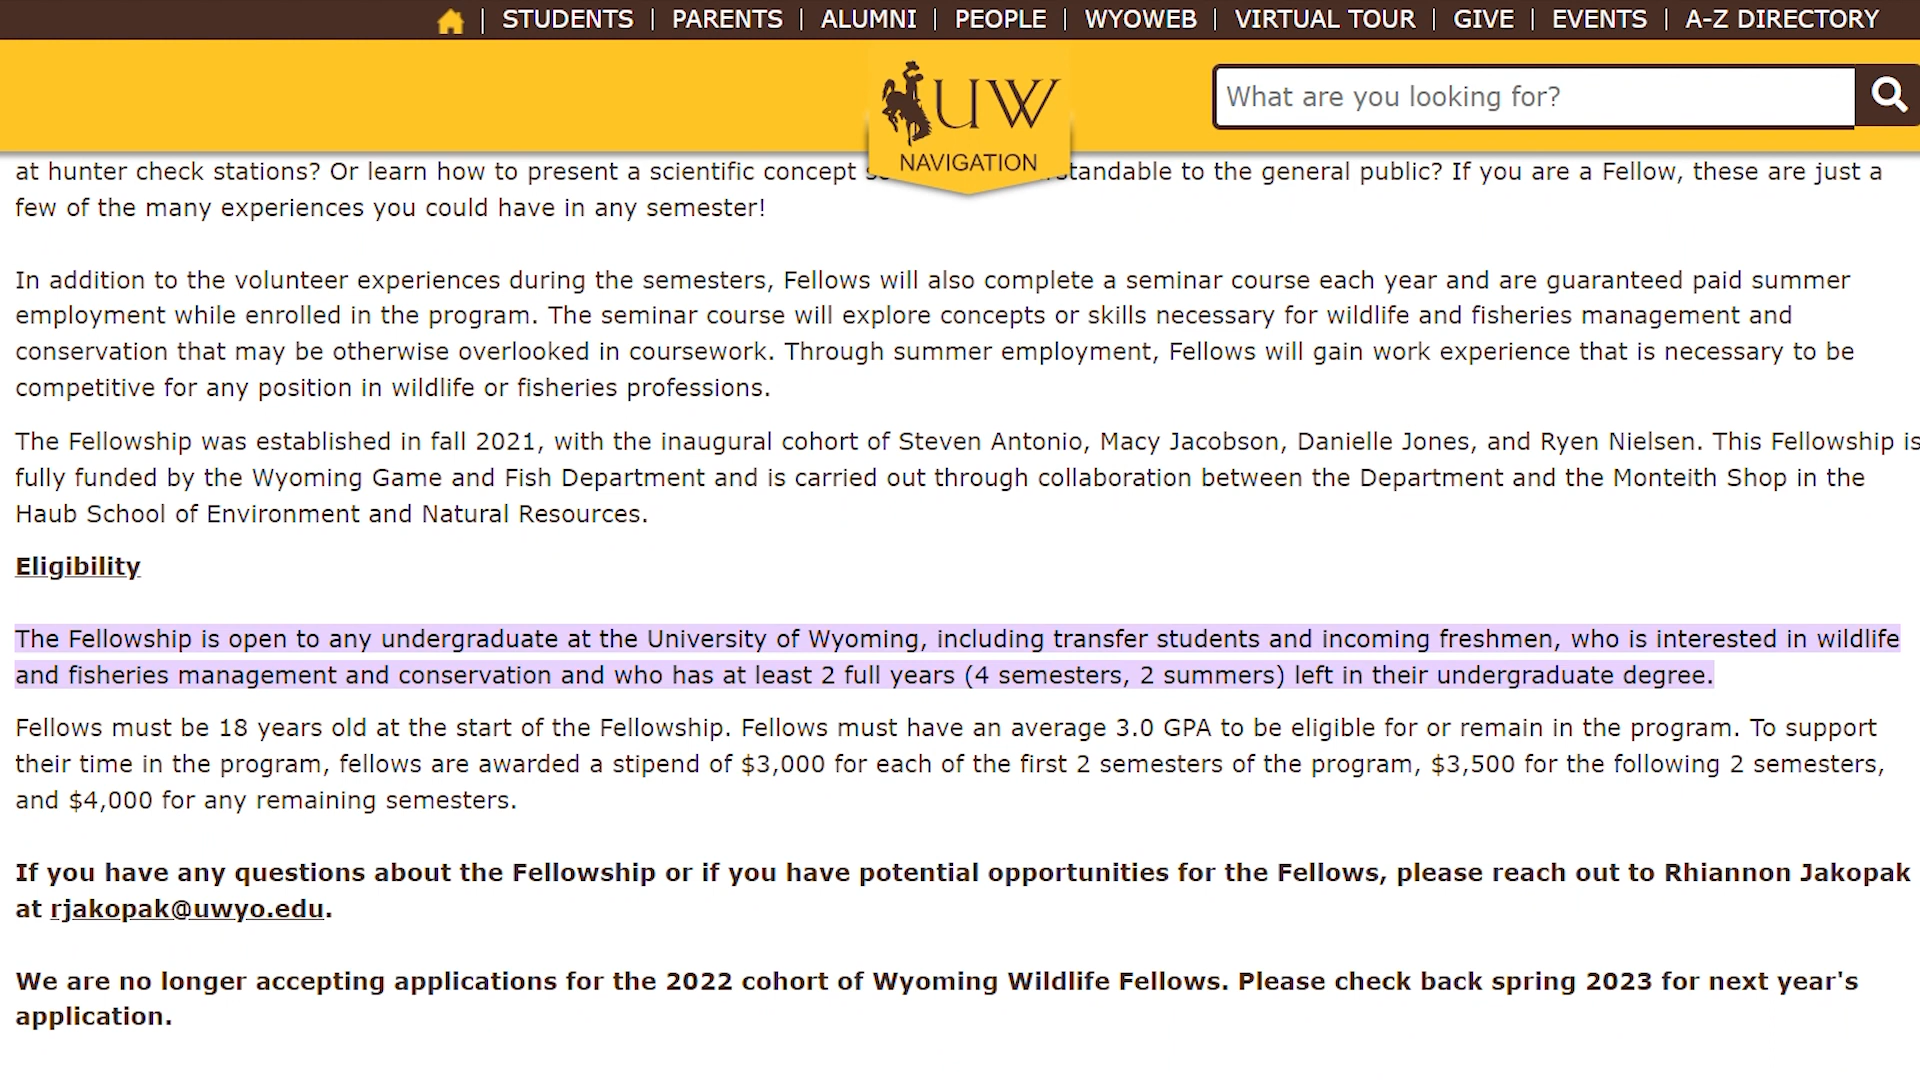 STUDENTS | PARENTS | ALUMNI | PEOPLE | WYOWEB | VIRTUAL TOUR | GIVE | EVENTS | A-Z DIRECTORY
UW
NAVIGATION
What are you looking for?
at hunter check stations? Or learn how to present a scientific concept standable to the general public? If you are a Fellow, these are just a
few of the many experiences you could have in any semester!
In addition to the volunteer experiences during the semesters, Fellows will also complete a seminar course each year and are guaranteed paid summer
employment while enrolled in the program. The seminar course will explore concepts or skills necessary for wildlife and fisheries management and
conservation that may be otherwise overlooked in coursework. Through summer employment, Fellows will gain work experience that is necessary to be
competitive for any position in wildlife or fisheries professions.
The Fellowship was established in fall 2021, with the inaugural cohort of Steven Antonio, Macy Jacobson, Danielle Jones, and Ryen Nielsen. This Fellowship is
fully funded by the Wyoming Game and Fish Department and is carried out through collaboration between the Department and the Monteith Shop in the
Haub School of Environment and Natural Resources.
Eligibility
The Fellowship is open to any undergraduate at the University of Wyoming, including transfer students and incoming freshmen, who is interested in wildlife
and fisheries management and conservation and who has at least 2 full years (4 semesters, 2 summers) left in their undergraduate degree.
Fellows must be 18 years old at the start of the Fellowship. Fellows must have an average 3.0 GPA to be eligible for or remain in the program. To support
their time in the program, fellows are awarded a stipend of $3,000 for each of the first 2 semesters of the program, $3,500 for the following 2 semesters,
and $4,000 for any remaining semesters.
If you have any questions about the Fellowship or if you have potential opportunities for the Fellows, please reach out to Rhiannon Jakopak
at rjakopak@uwyo.edu.
We are no longer accepting applications for the 2022 cohort of Wyoming Wildlife Fellows. Please check back spring 2023 for next year's
application.